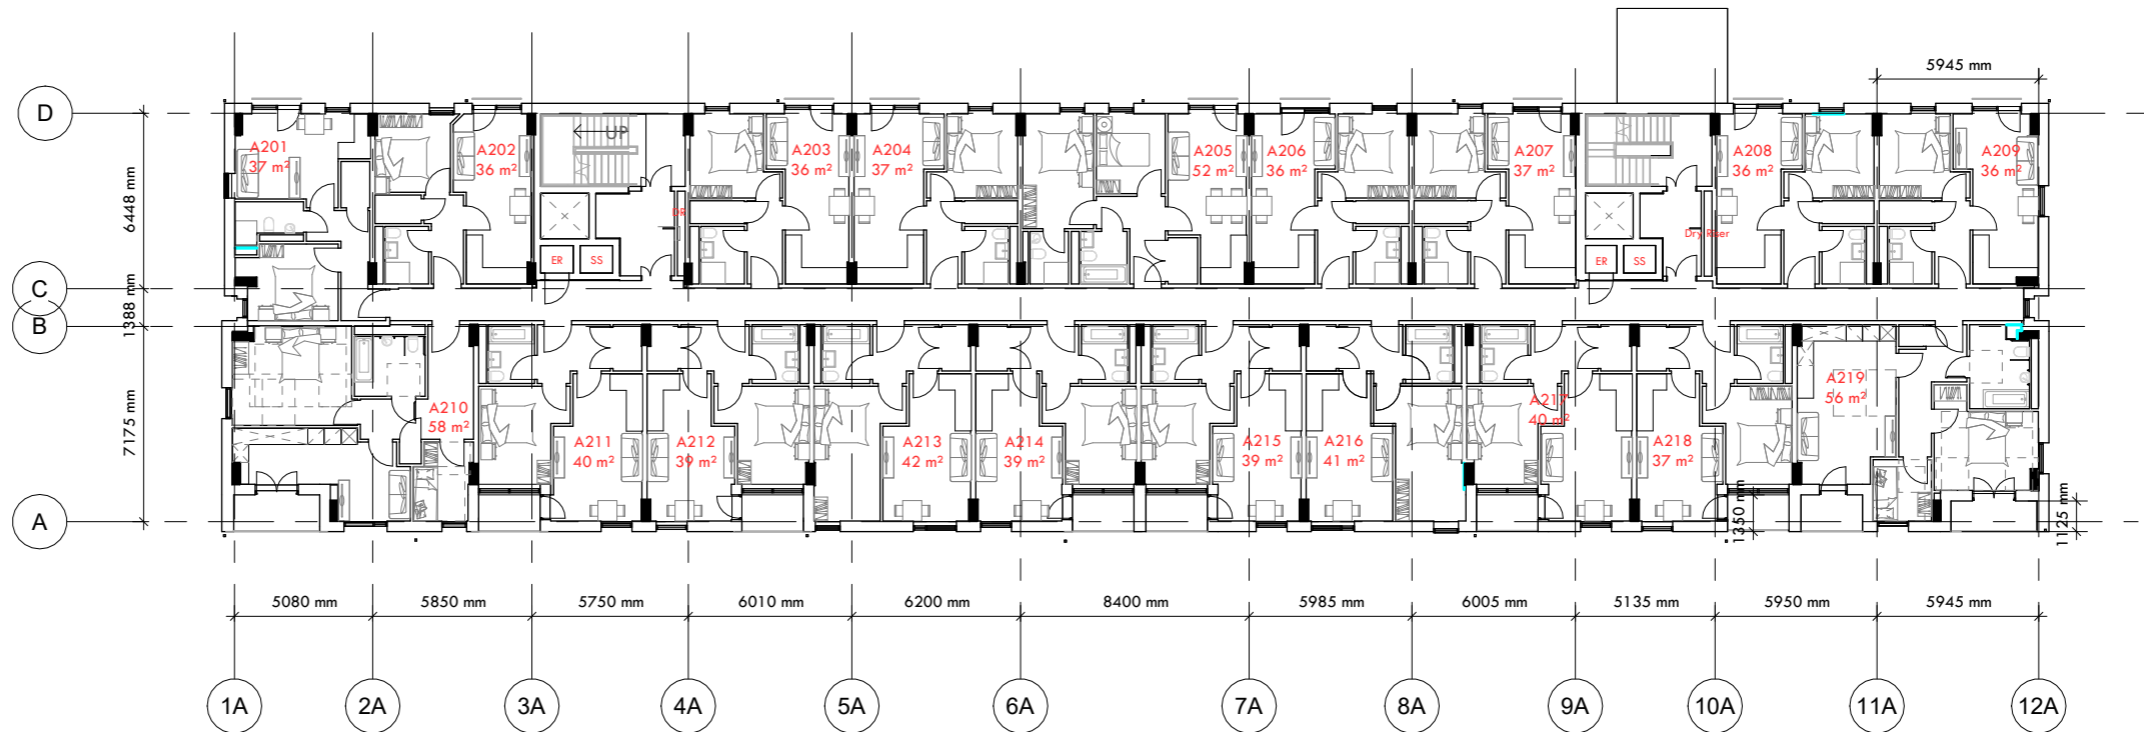 5945 mm
D
UP
A201
37 m²
A202
36 m²
A203
36 m²
A204
37 m²
A205
52 m²
A206
36 m²
A207
37 m²
A208
36 m²
A209
36 m²
6448 mm
DR
Dry Riser
ER
SS
ER
SS
C
1388 mm
B
7175 mm
A210
58 m²
A211
40 m²
A212
39 m²
A213
42 m²
A214
39 m²
A215
39 m²
A216
41 m²
A217
40 m²
A218
37 m²
A219
56 m²
A
1350 mm
1125 mm
5080 mm
5850 mm
5750 mm
6010 mm
6200 mm
8400 mm
5985 mm
6005 mm
5135 mm
5950 mm
5945 mm
1A
2A
3A
4A
5A
6A
7A
8A
9A
10A
11A
12A